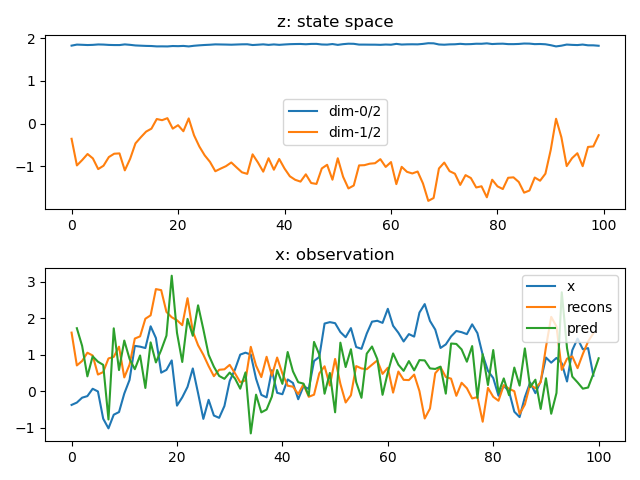 z: state space
2
1
0
−1
dim-0/2
dim-1/2
0 20 40 60 80 100
x: observation
3
2
1
0
−1
x
recons
pred
0 20 40 60 80 100